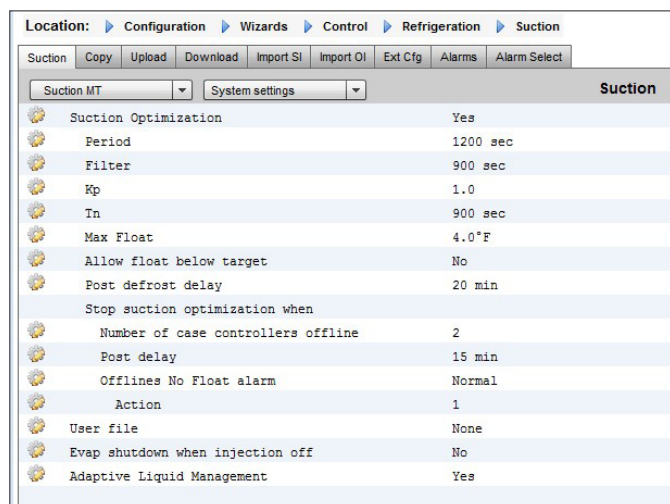 Location: Configuration Wizards Control Refrigeration Suction
Suction Copy Upload Download Import SI Import OI Ext Cfg Alarms Alarm Select
Suction MT System settings Suction
Suction Optimization Yes
Period 1200 sec
Filter 900 sec
Kp 1.0
Tn 900 sec
Max Float 4.0°F
Allow float below target No
Post defrost delay 20 min
Stop suction optimization when
Number of case controllers offline 2
Post delay 15 min
Offlines No Float alarm Normal
Action 1
User file None
Evap shutdown when injection off No
Adaptive Liquid Management Yes